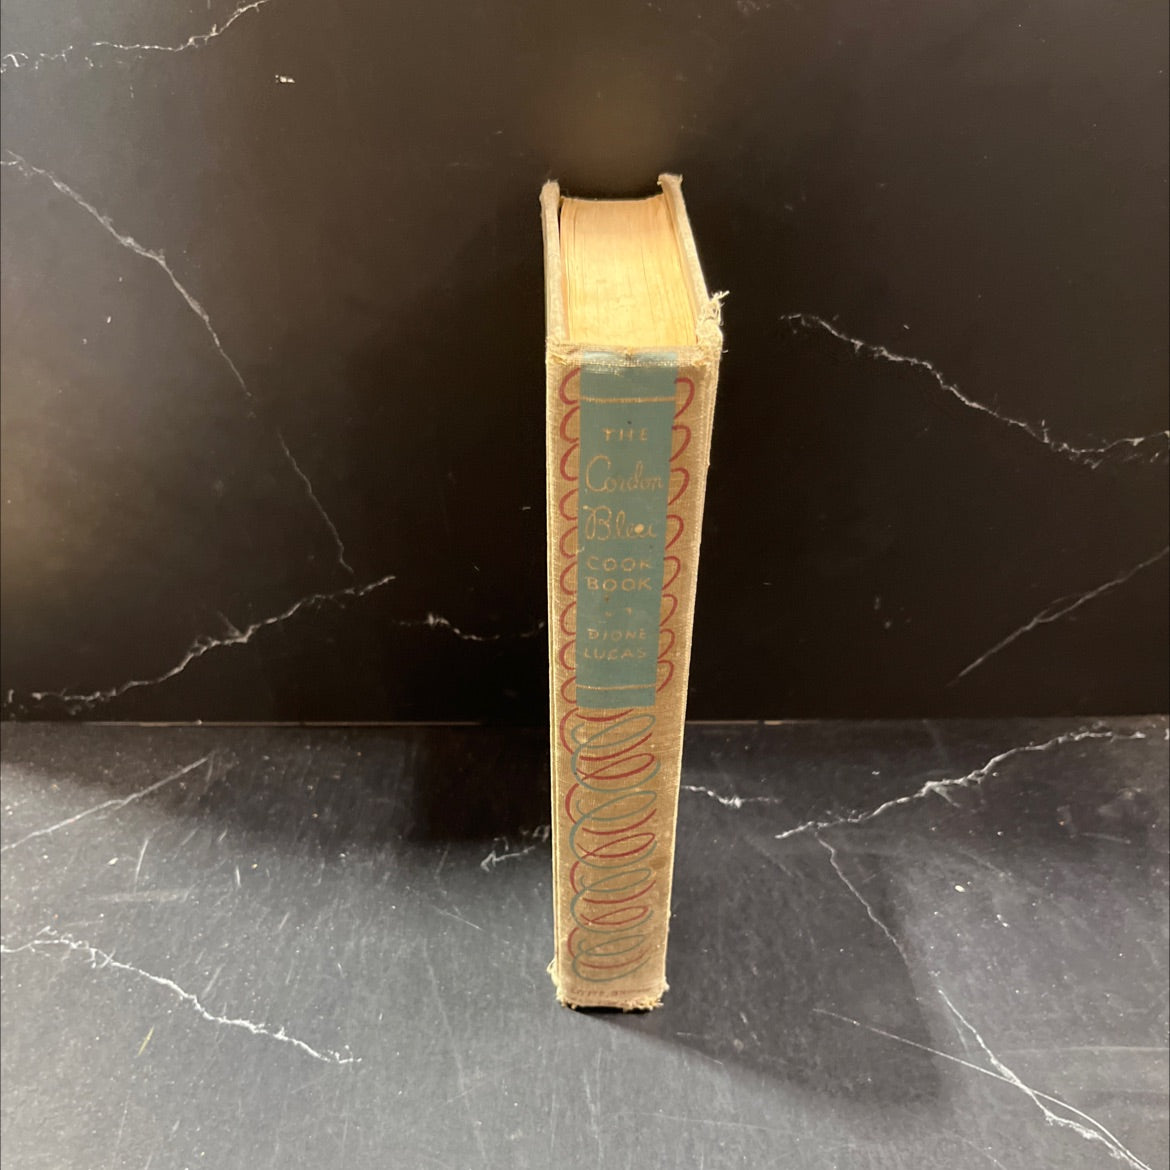 THE
Cordon
Bleu
COOK
BOOK
DIONE
LUCAS